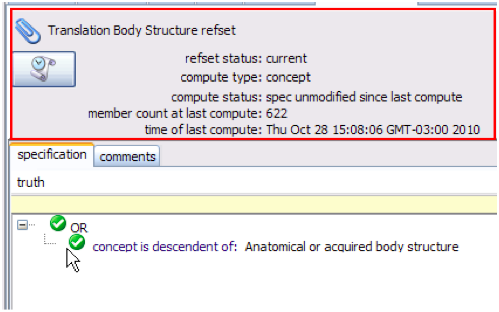 Translation Body Structure refset
refset status: current
compute type: concept
compute status: spec unmodified since last compute
member count at last compute: 622
time of last compute: Thu Oct 28 15:08:06 GMT-03:00 2010
specification comments
truth
OR
concept is descendent of: Anatomical or acquired body structure